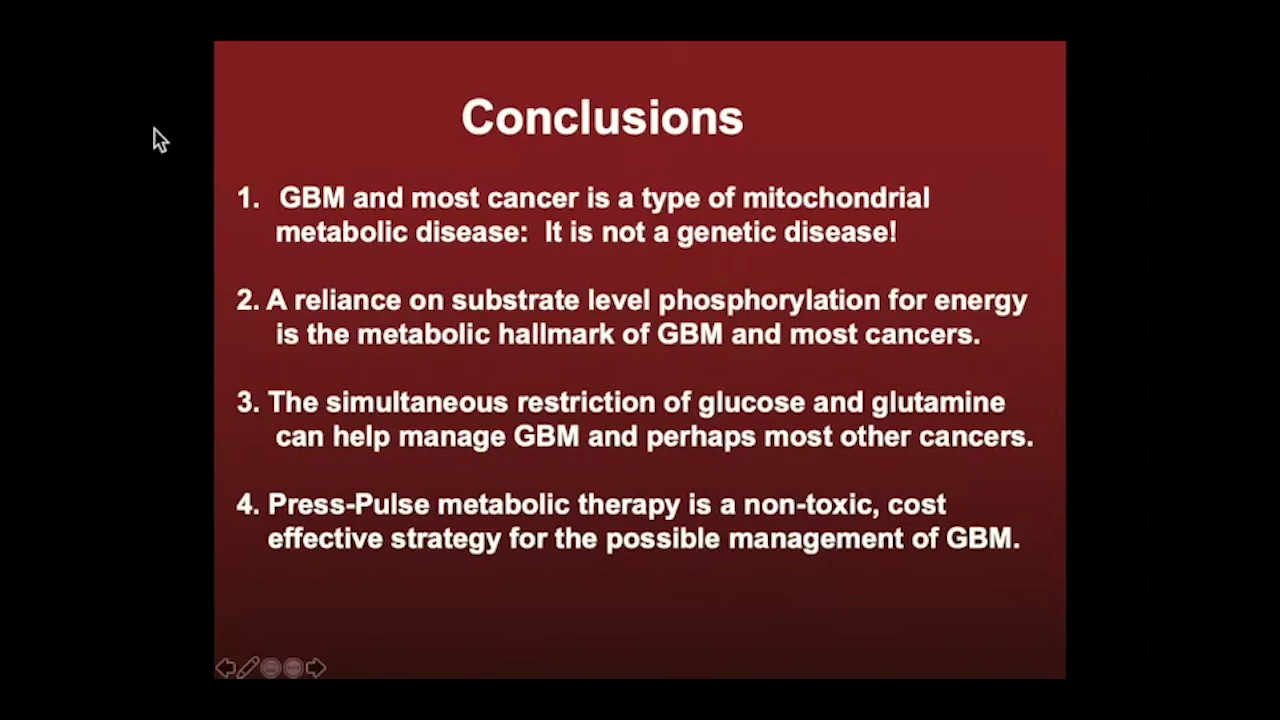 Conclusions
1. GBM and most cancer is a type of mitochondrial
metabolic disease: It is not a genetic disease!
2. A reliance on substrate level phosphorylation for energy
is the metabolic hallmark of GBM and most cancers.
3. The simultaneous restriction of glucose and glutamine
can help manage GBM and perhaps most other cancers.
4. Press-Pulse metabolic therapy is a non-toxic, cost
effective strategy for the possible management of GBM.